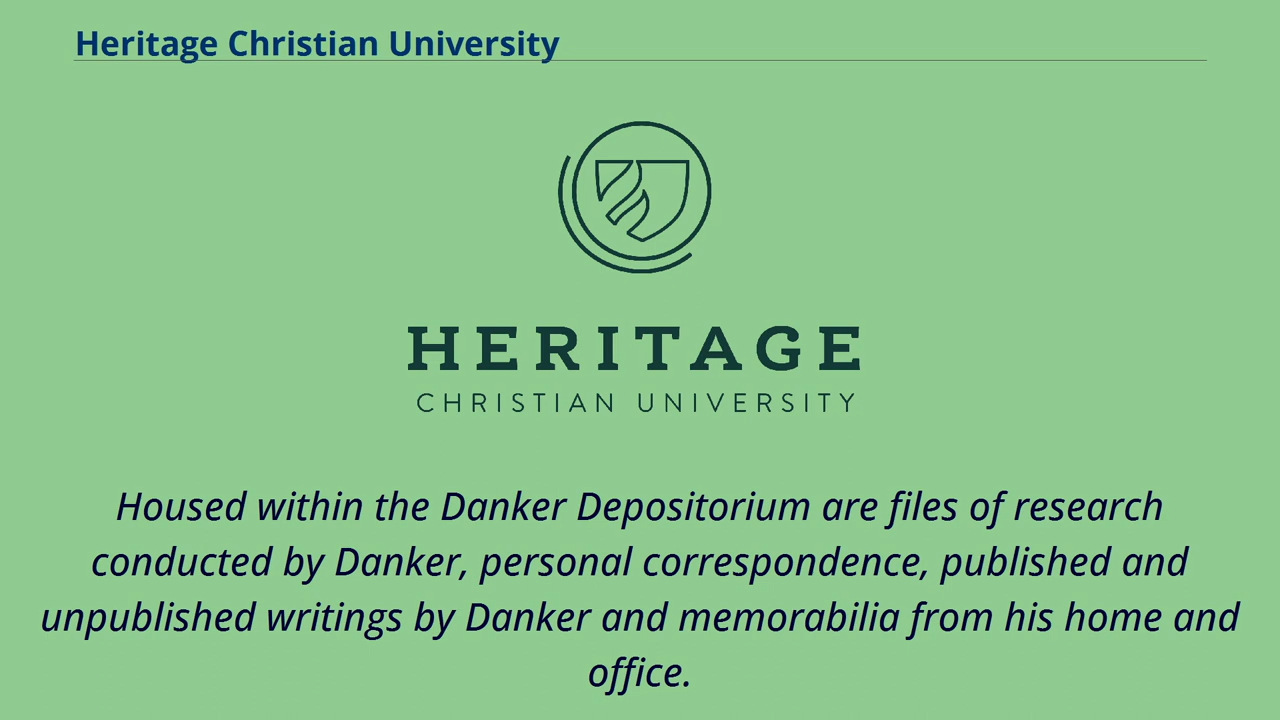 Heritage Christian University
HERITAGE
CHRISTIAN UNIVERSITY
Housed within the Danker Depositorium are files of research
conducted by Danker, personal correspondence, published and
unpublished writings by Danker and memorabilia from his home and
office.